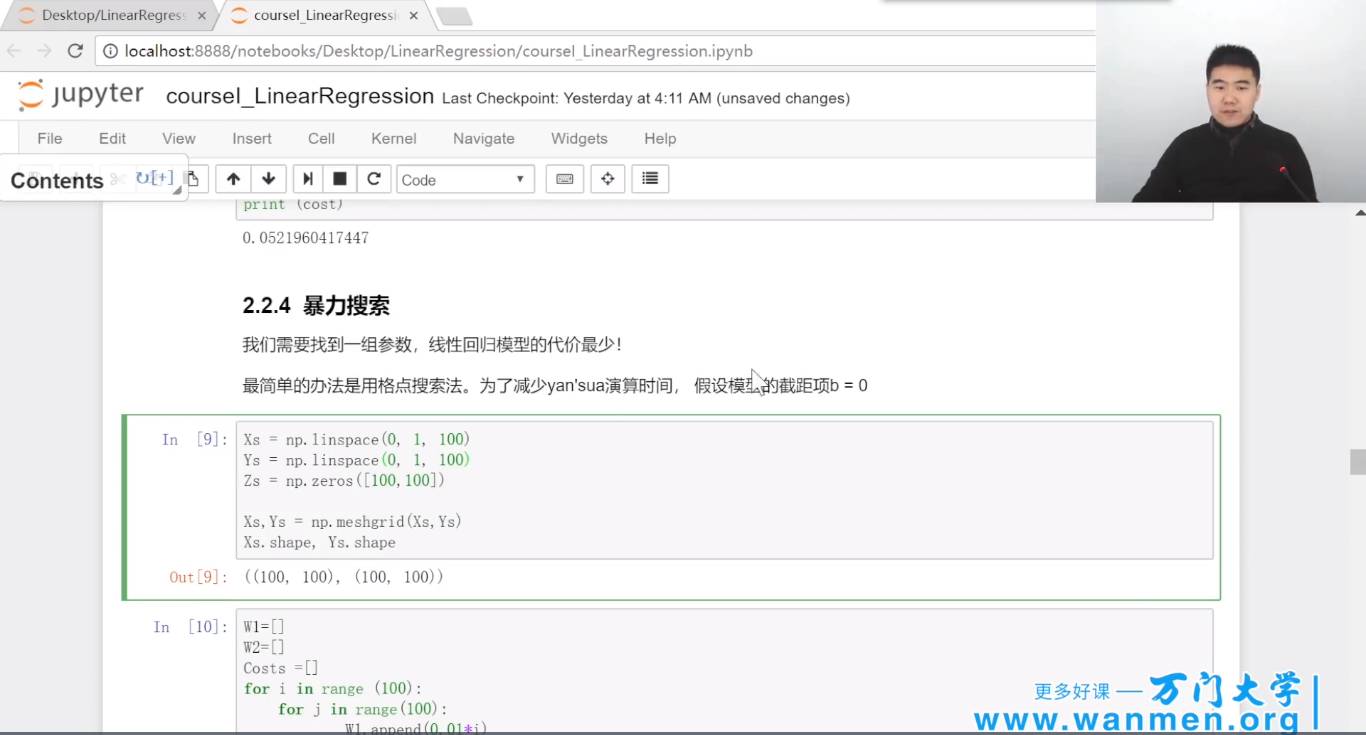 Desktop/LinearRegress
courseI_LinearRegressi
localhost:8888/notebooks/Desktop/LinearRegression/courseI_LinearRegression.ipynb
jupyter courseI_LinearRegression Last Checkpoint: Yesterday at 4:11 AM (unsaved changes)
File Edit View Insert Cell Kernel Navigate Widgets Help
Contents ↻[+] Code
print (cost)
0.0521960417447
2.2.4 暴力搜索
我们需要找到一组参数，线性回归模型的代价最少！
最简单的办法是用格点搜索法。为了减少yan'sua演算时间， 假设模型的截距项b = 0
In [9]: Xs = np.linspace(0, 1, 100)
Ys = np.linspace(0, 1, 100)
Zs = np.zeros([100,100])
Xs,Ys = np.meshgrid(Xs,Ys)
Xs.shape, Ys.shape
Out[9]: ((100, 100), (100, 100))
In [10]: W1=[]
W2=[]
Costs =[]
for i in range (100):
for j in range(100):
W1.append(0.01*i)
更多好课 — 万门大学
www.wanmen.org